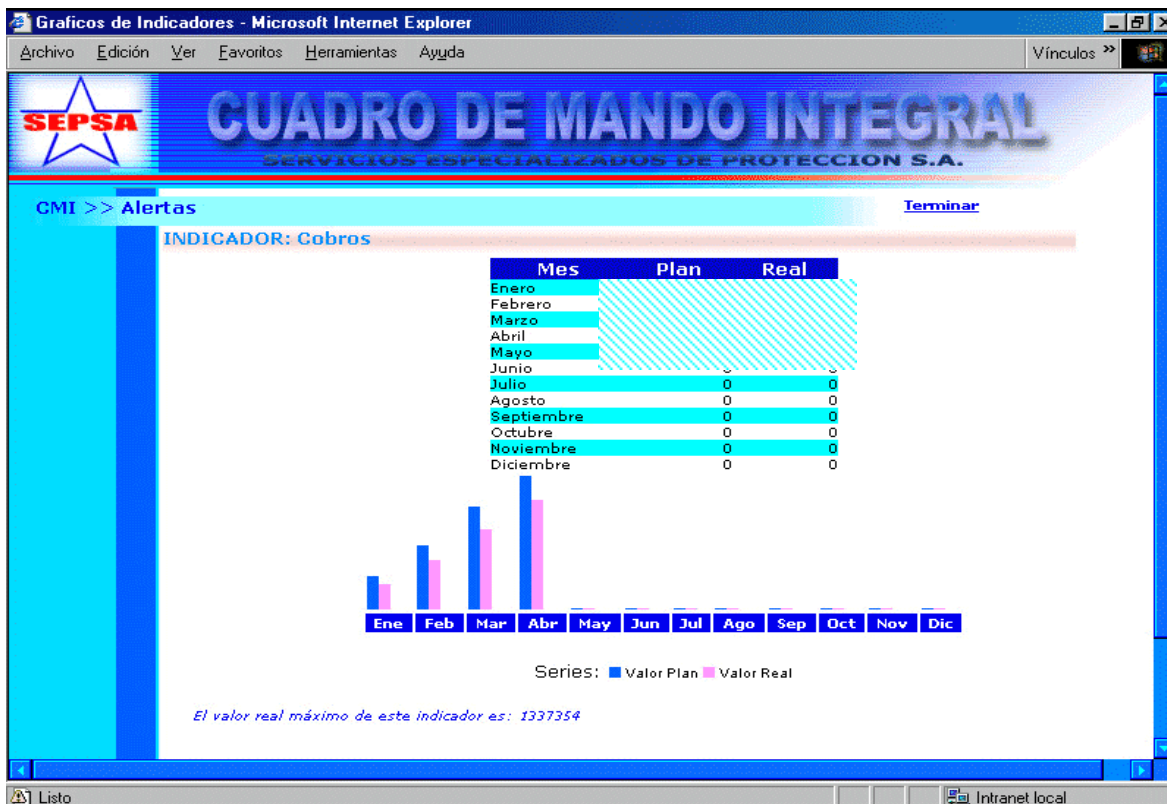 Graficos de Indicadores - Microsoft Internet Explorer
Archivo Edición Ver Favoritos Herramientas Ayuda Vínculos »
SEPSA
CUADRO DE MANDO INTEGRAL
SERVICIOS ESPECIALIZADOS DE PROTECCION S.A.
CMI >> Alertas Terminar
INDICADOR: Cobros
Mes Plan Real
Enero
Febrero
Marzo
Abril
Mayo
Junio
Julio 0 0
Agosto 0 0
Septiembre 0 0
Octubre 0 0
Noviembre 0 0
Diciembre 0 0
Ene Feb Mar Abr May Jun Jul Ago Sep Oct Nov Dic
Series: Valor Plan Valor Real
El valor real máximo de este indicador es: 1337354
Listo Intranet local